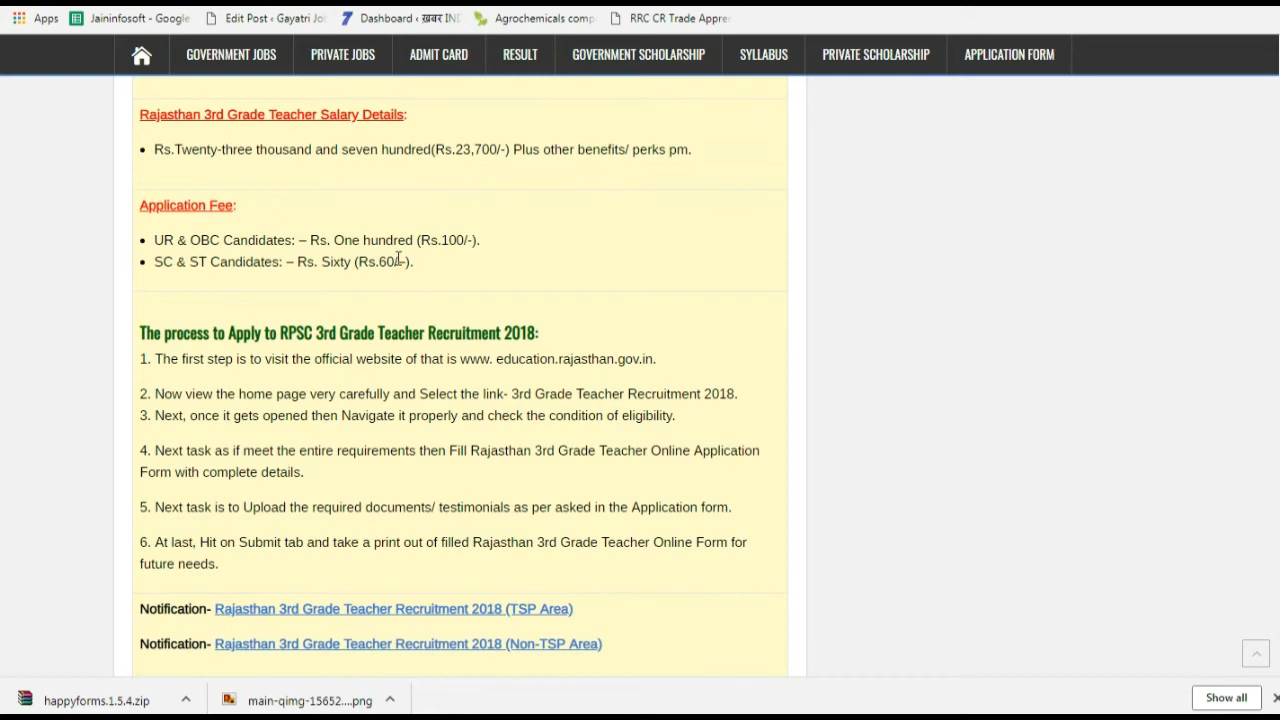 Apps Jaininfosoft - Google Edit Post ‹ Gayatri Jo Dashboard ‹ ख़बर IND Agrochemicals comp RRC CR Trade Appre
GOVERNMENT JOBS PRIVATE JOBS ADMIT CARD RESULT GOVERNMENT SCHOLARSHIP SYLLABUS PRIVATE SCHOLARSHIP APPLICATION FORM
Rajasthan 3rd Grade Teacher Salary Details:
• Rs.Twenty-three thousand and seven hundred(Rs.23,700/-) Plus other benefits/ perks pm.
Application Fee:
• UR & OBC Candidates: – Rs. One hundred (Rs.100/-).
• SC & ST Candidates: – Rs. Sixty (Rs.60/-).
The process to Apply to RPSC 3rd Grade Teacher Recruitment 2018:
1. The first step is to visit the official website of that is www. education.rajasthan.gov.in.
2. Now view the home page very carefully and Select the link- 3rd Grade Teacher Recruitment 2018.
3. Next, once it gets opened then Navigate it properly and check the condition of eligibility.
4. Next task as if meet the entire requirements then Fill Rajasthan 3rd Grade Teacher Online Application
Form with complete details.
5. Next task is to Upload the required documents/ testimonials as per asked in the Application form.
6. At last, Hit on Submit tab and take a print out of filled Rajasthan 3rd Grade Teacher Online Form for
future needs.
Notification- Rajasthan 3rd Grade Teacher Recruitment 2018 (TSP Area)
Notification- Rajasthan 3rd Grade Teacher Recruitment 2018 (Non-TSP Area)
happyforms.1.5.4.zip main-qimg-15652....png Show all